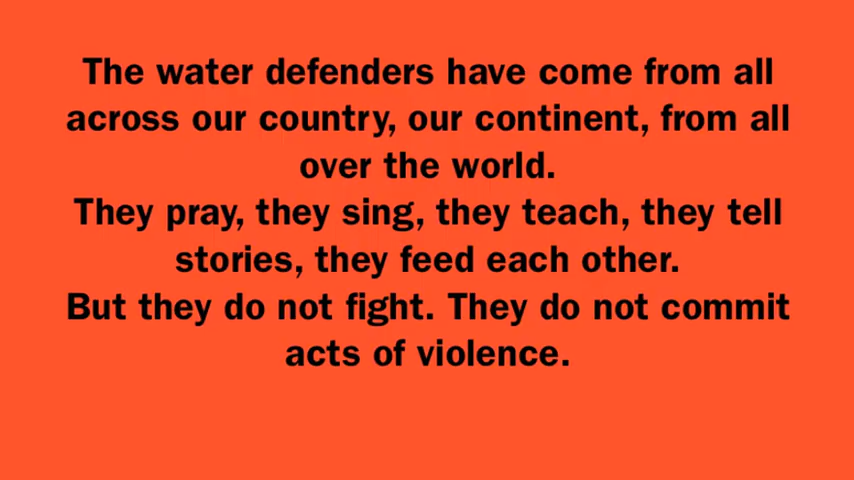 The water defenders have come from all
across our country, our continent, from all
over the world.
They pray, they sing, they teach, they tell
stories, they feed each other.
But they do not fight. They do not commit
acts of violence.